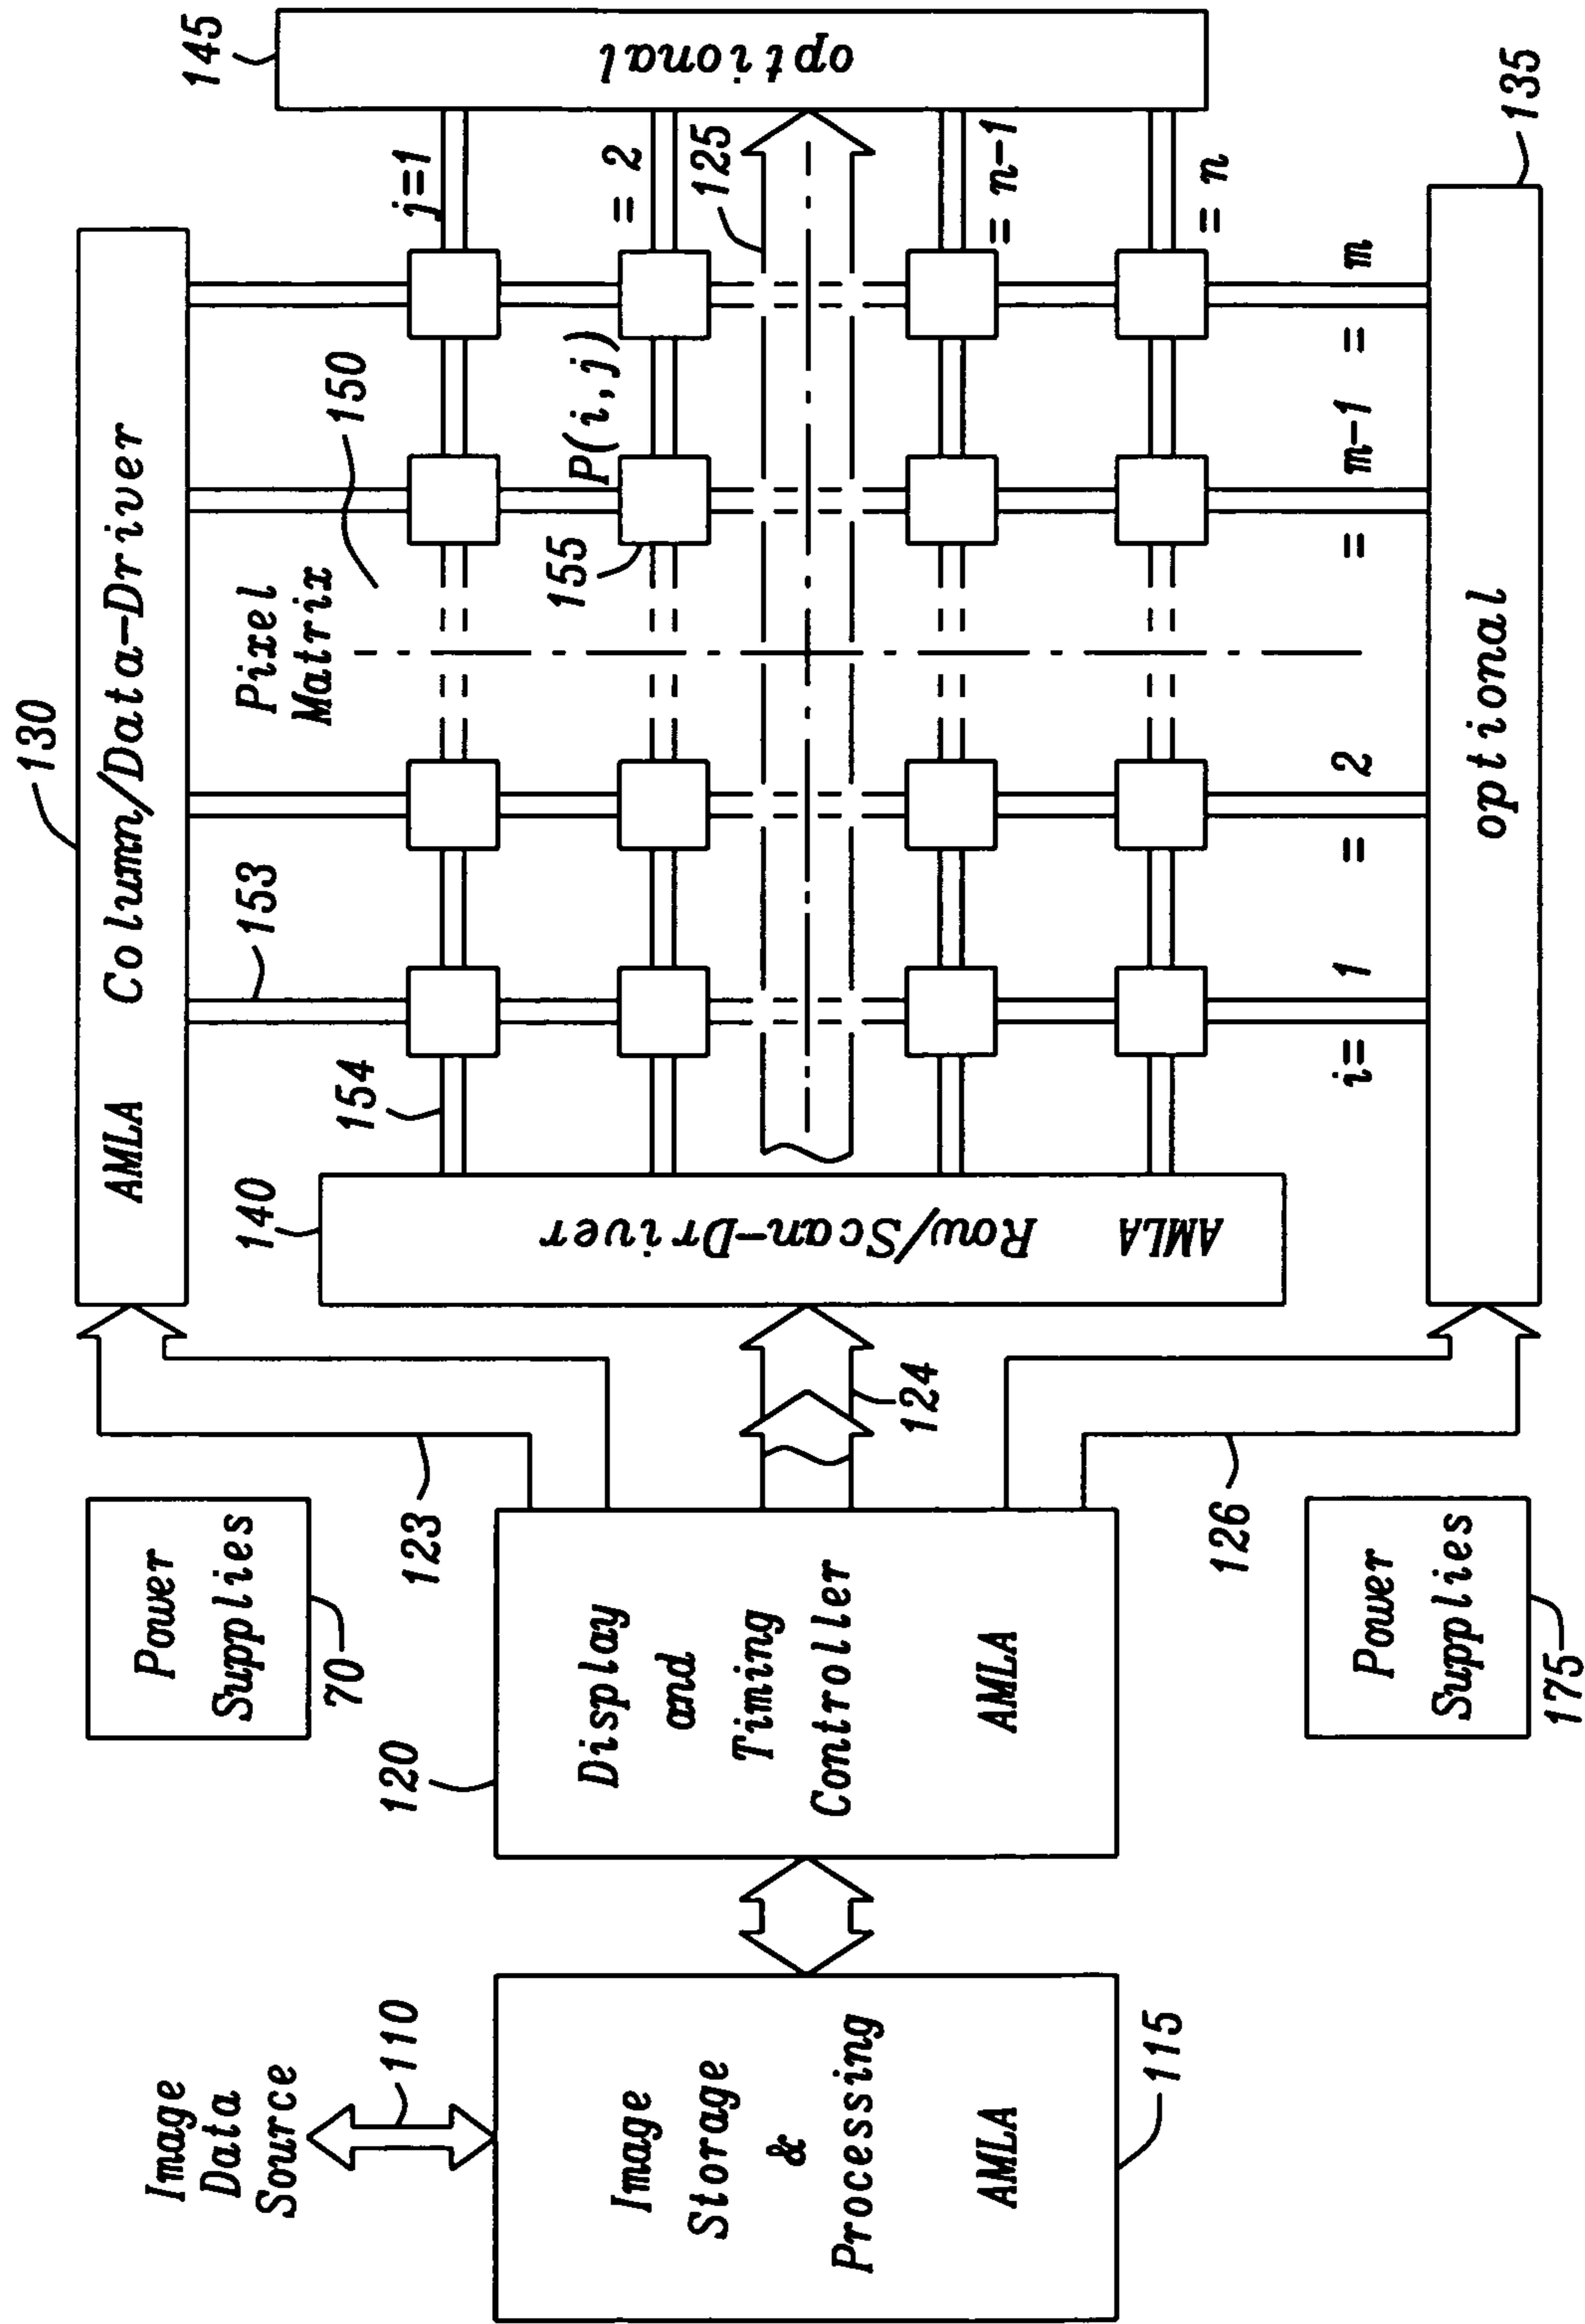 Image
Data
Source
110
Image
Storage
&
Processing
AMLA
115
120
Display
and
Timing
Controller
AMLA
Power
Supplies
70
123
124
126
Power
Supplies
175
130
AMLA Column/Data-Driver
140
AMLA Row/Scan-Driver
153
154
Pixel
Matrix
150
155
P(i,j)
125
j=1
= 2
= n-1
= n
i= 1 = 2 = m-1 = m
145
optional
optional
135